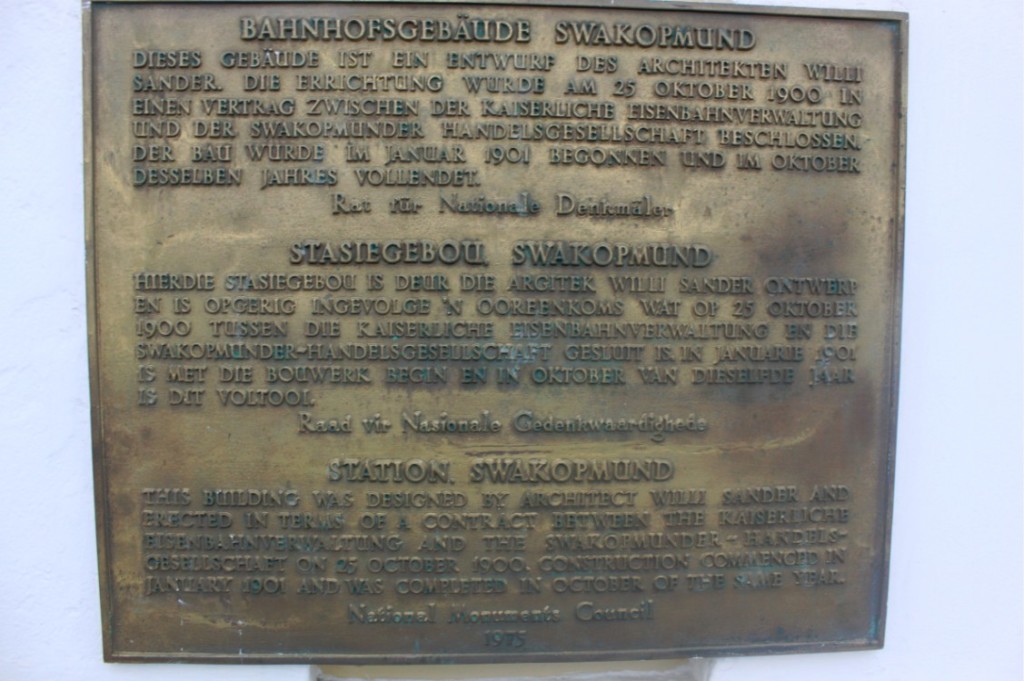 BAHNHOFSGEBÄUDE SWAKOPMUND
DIESES GEBÄUDE IST EIN ENTWURF DES ARCHITEKTEN WILLI
SANDER. DIE ERRICHTUNG WURDE AM 25 OKTOBER 1900 IN
EINEN VERTRAG ZWISCHEN DER KAISERLICHE EISENBAHNVERWALTUNG
UND DER SWAKOPMUNDER HANDELSGESELLSCHAFT BESCHLOSSEN.
DER BAU WURDE IM JANUAR 1901 BEGONNEN UND IM OKTOBER
DESSELBEN JAHRES VOLLENDET.
Rat für Nationale Denkmäler
STASIEGEBOU, SWAKOPMUND
HIERDIE STASIEGEBOU IS DEUR DIE ARGITEK WILLI SANDER ONTWERP
EN IS OPGERIG INGEVOLGE 'N OOREENKOMS WAT OP 25 OKTOBER
1900 TUSSEN DIE KAISERLICHE EISENBAHNVERWALTUNG EN DIE
SWAKOPMUNDER-HANDELSGESELLSCHAFT GESLUIT IS. IN JANUARIE 1901
IS MET DIE BOUWERK BEGIN EN IN OKTOBER VAN DIESELFDE JAAR
IS DIT VOLTOOI.
Raad vir Nasionale Gedenkwaardighede
STATION, SWAKOPMUND
THIS BUILDING WAS DESIGNED BY ARCHITECT WILLI SANDER AND
ERECTED IN TERMS OF A CONTRACT BETWEEN THE KAISERLICHE
EISENBAHNVERWALTUNG AND THE SWAKOPMUNDER-HANDELS-
GESELLSCHAFT ON 25 OCTOBER 1900. CONSTRUCTION COMMENCED IN
JANUARY 1901 AND WAS COMPLETED IN OCTOBER OF THE SAME YEAR.
National Monuments Council
1975